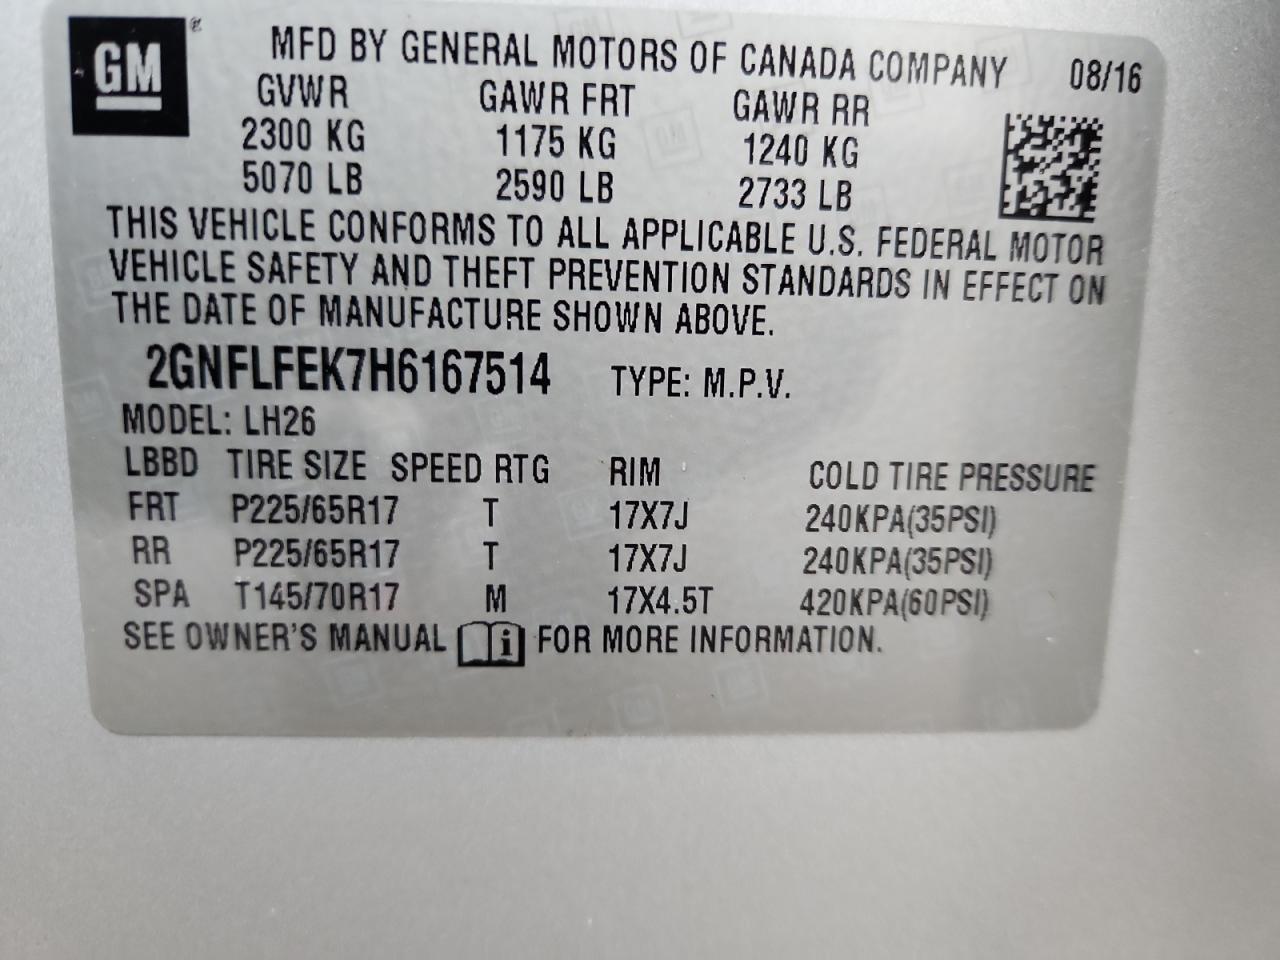 GM ®
MFD BY GENERAL MOTORS OF CANADA COMPANY 08/16
GVWR GAWR FRT GAWR RR
2300 KG 1175 KG 1240 KG
5070 LB 2590 LB 2733 LB
THIS VEHICLE CONFORMS TO ALL APPLICABLE U.S. FEDERAL MOTOR
VEHICLE SAFETY AND THEFT PREVENTION STANDARDS IN EFFECT ON
THE DATE OF MANUFACTURE SHOWN ABOVE.
2GNFLFEK7H6167514 TYPE: M.P.V.
MODEL: LH26
LBBD TIRE SIZE SPEED RTG RIM COLD TIRE PRESSURE
FRT P225/65R17 T 17X7J 240KPA(35PSI)
RR P225/65R17 T 17X7J 240KPA(35PSI)
SPA T145/70R17 M 17X4.5T 420KPA(60PSI)
SEE OWNER'S MANUAL i FOR MORE INFORMATION.